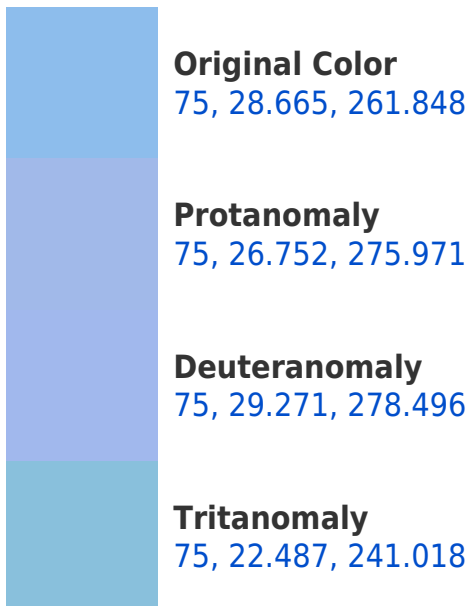 Original Color
75, 28.665, 261.848
Protanomaly
75, 26.752, 275.971
Deuteranomaly
75, 29.271, 278.496
Tritanomaly
75, 22.487, 241.018